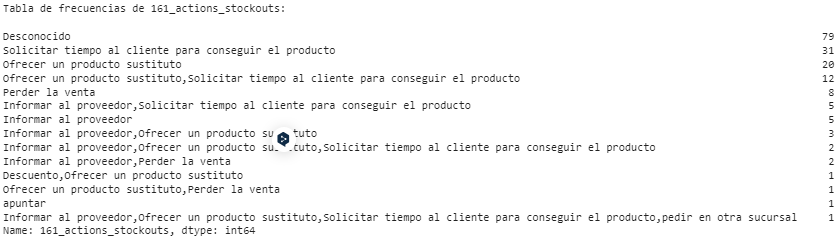 Tabla de frecuencias de 161_actions_stockouts:
Desconocido 79
Solicitar tiempo al cliente para conseguir el producto 31
Ofrecer un producto sustituto 20
Ofrecer un producto sustituto,Solicitar tiempo al cliente para conseguir el producto 12
Perder la venta 8
Informar al proveedor,Solicitar tiempo al cliente para conseguir el producto 5
Informar al proveedor 5
Informar al proveedor,Ofrecer un producto sustituto 3
Informar al proveedor,Ofrecer un producto sustituto,Solicitar tiempo al cliente para conseguir el producto 2
Informar al proveedor,Perder la venta 2
Descuento,Ofrecer un producto sustituto 1
Ofrecer un producto sustituto,Perder la venta 1
apuntar 1
Informar al proveedor,Ofrecer un producto sustituto,Solicitar tiempo al cliente para conseguir el producto,pedir en otra sucursal 1
Name: 161_actions_stockouts, dtype: int64